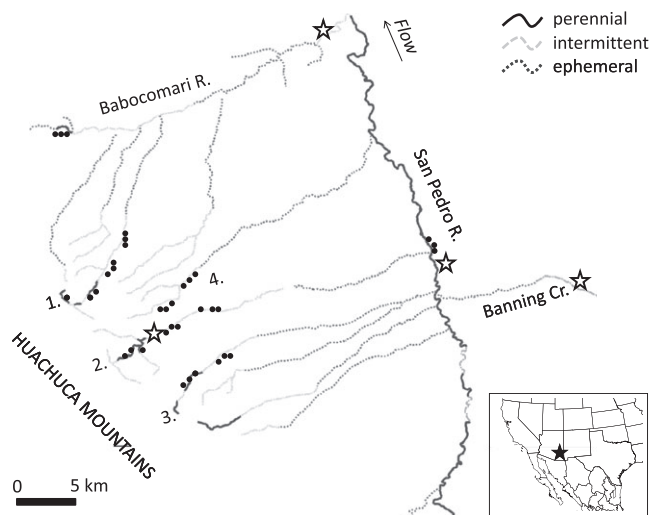 Flow
perennial
intermittent
ephemeral
Babocomari R.
San Pedro R.
Banning Cr.
1.
4.
2.
3.
HUACHUCA MOUNTAINS
0 5 km